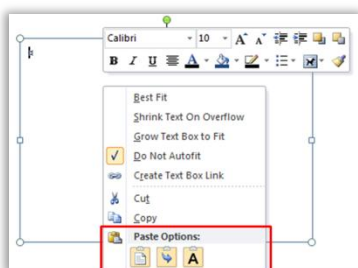 Calibri 10 A A
B I U A
Best Fit
Shrink Text On Overflow
Grow Text Box to Fit
Do Not Autofit
Create Text Box Link
Cut
Copy
Paste Options:
A